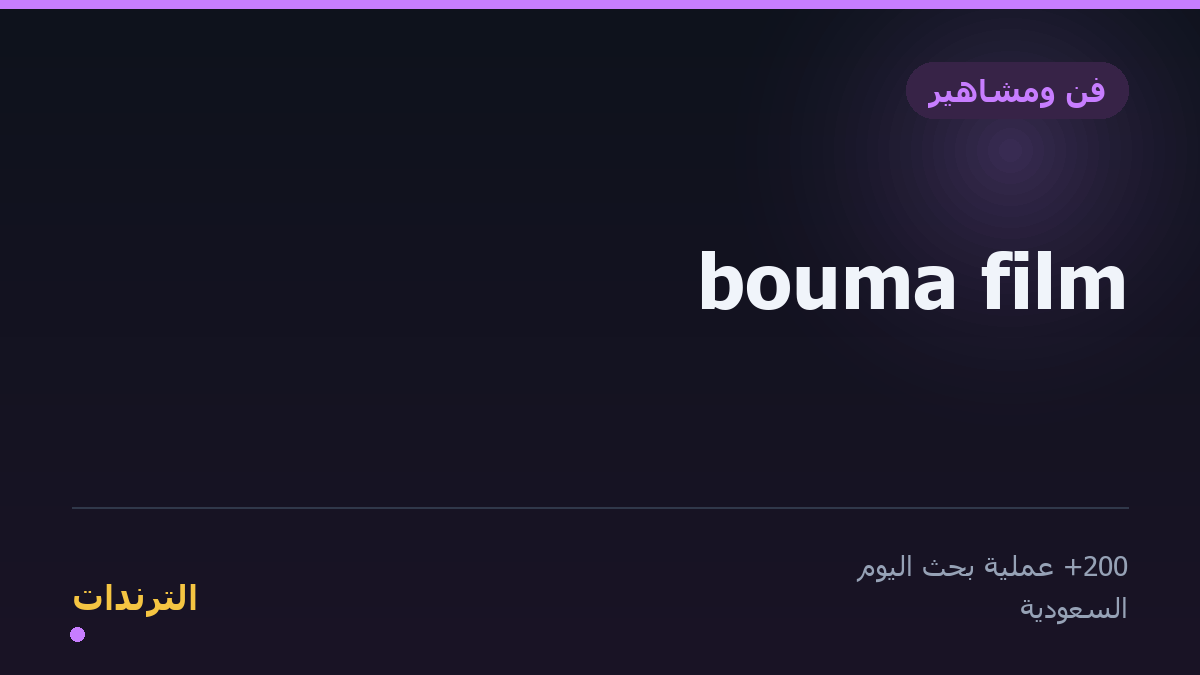 فن ومشاهير
bouma film
+200 عملية بحث اليوم
السعودية
الترندات